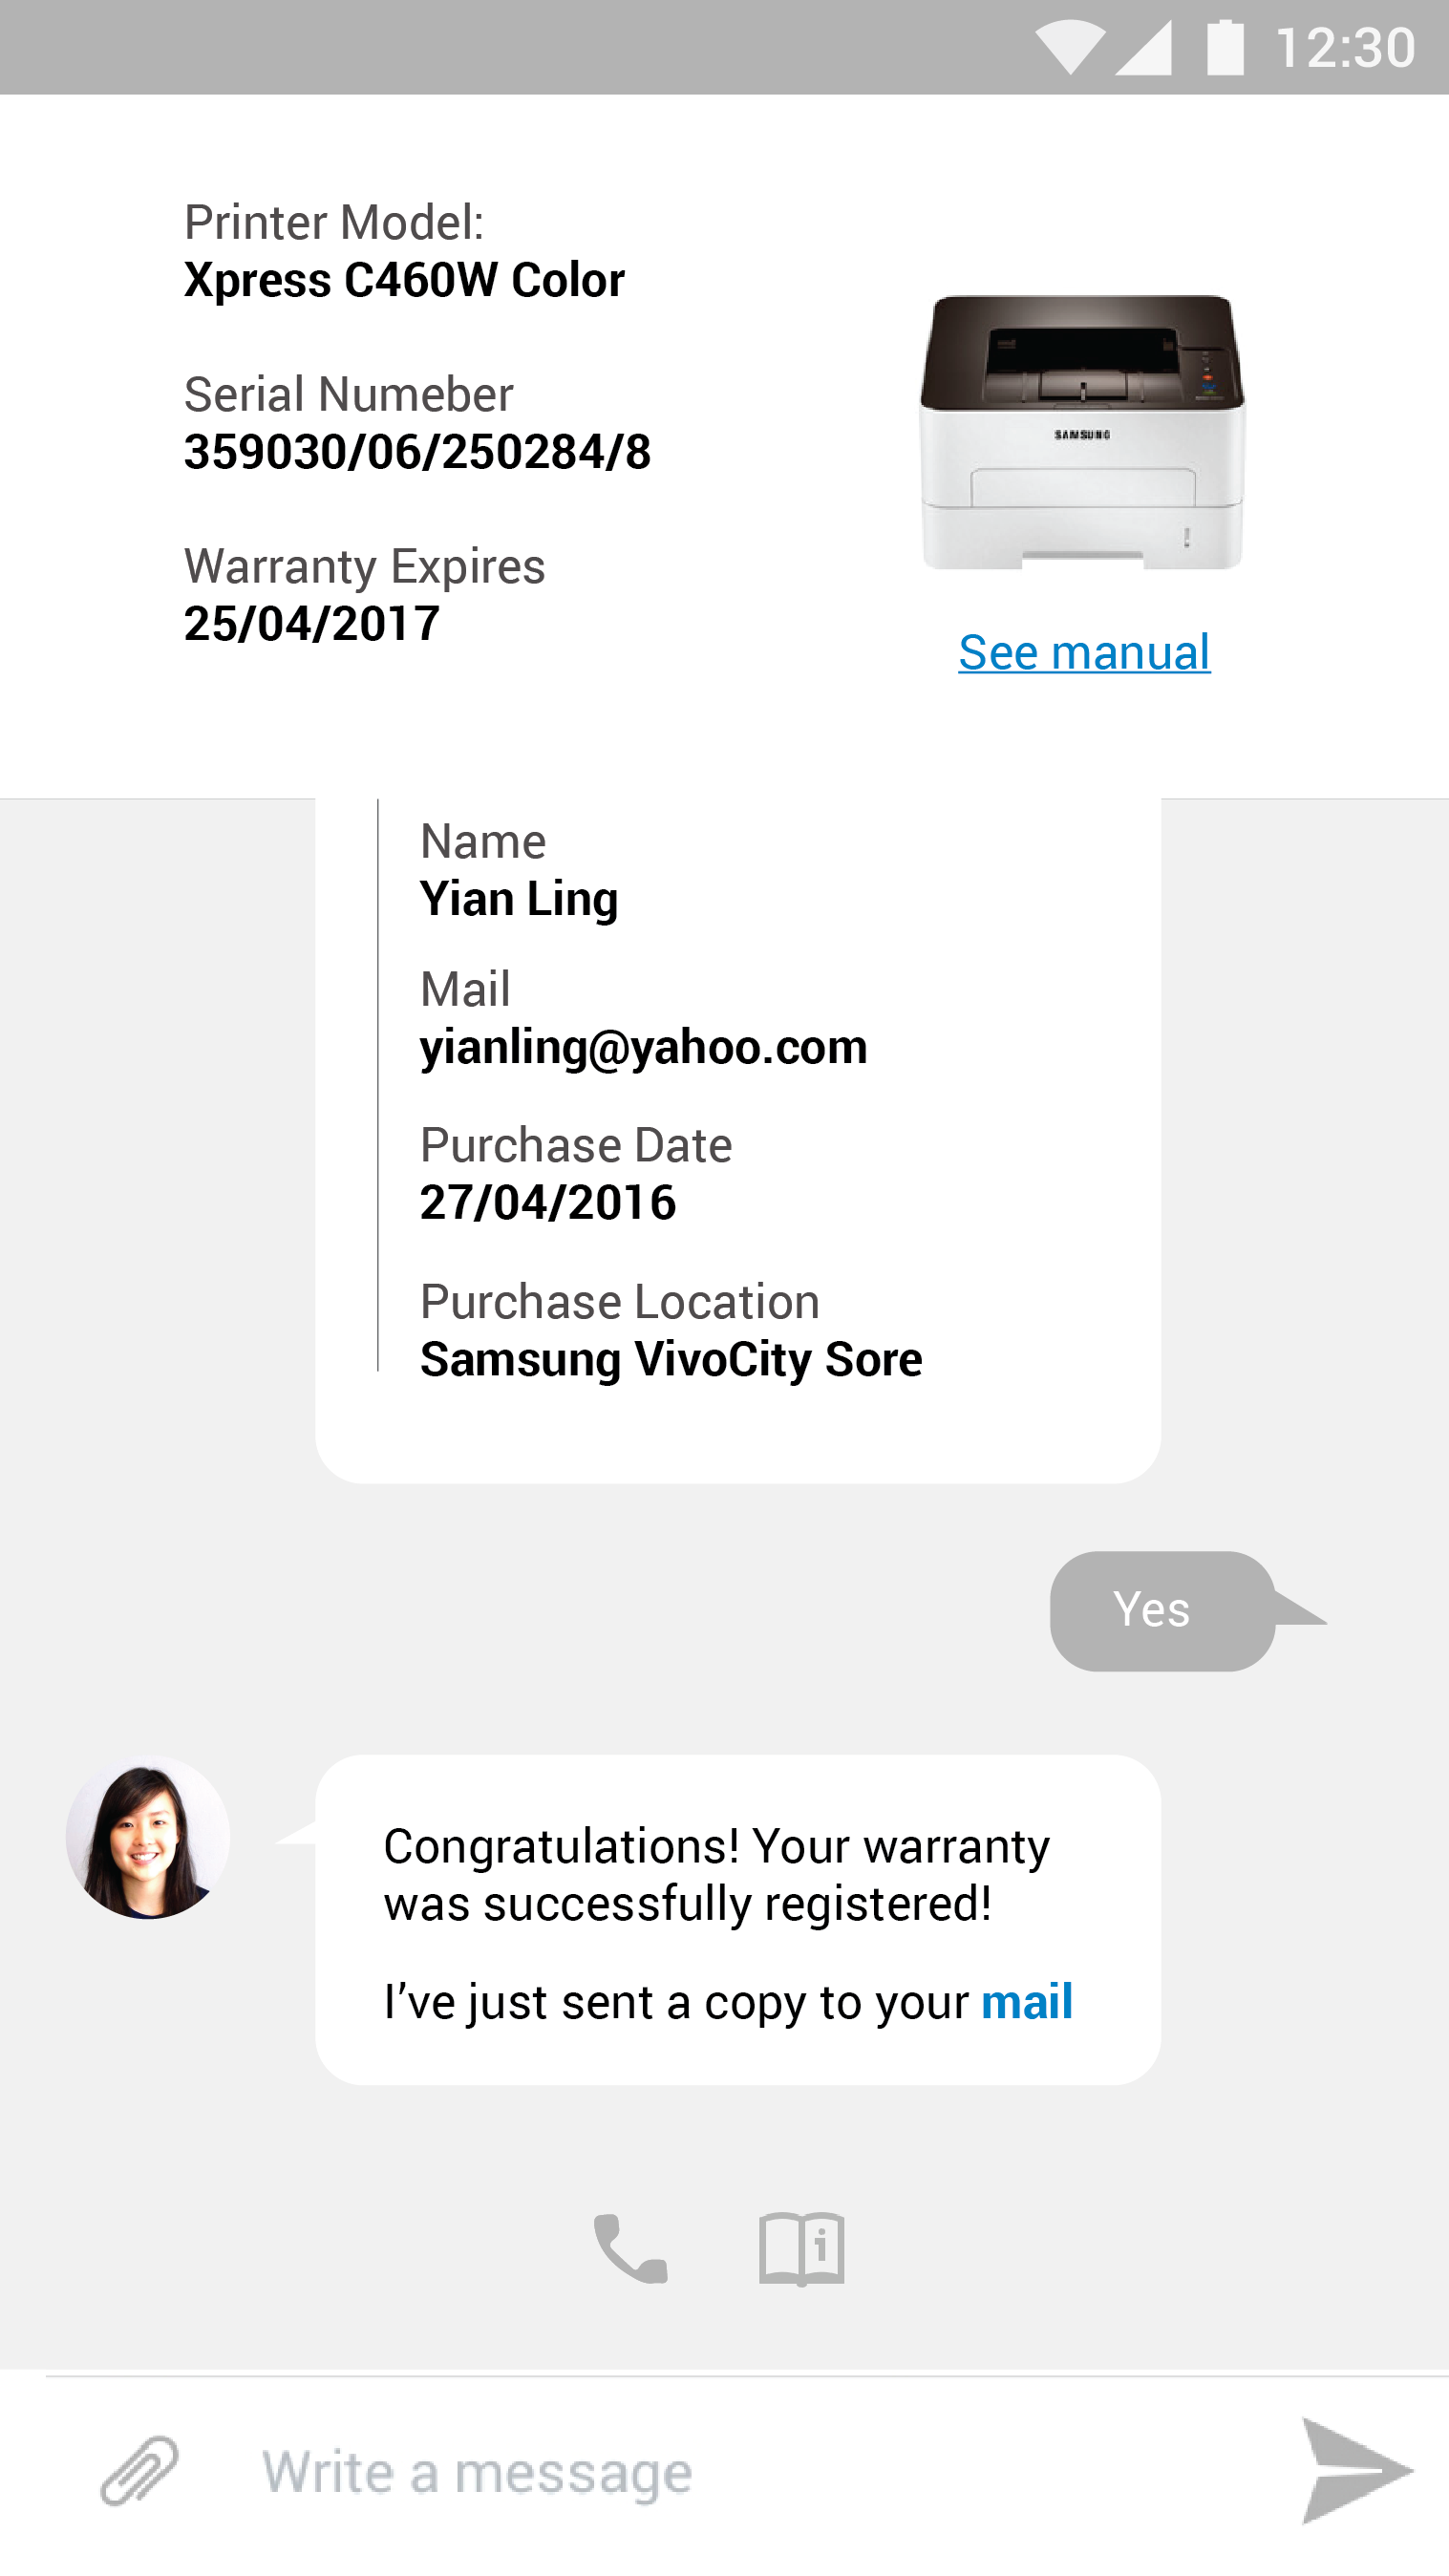 12:30
Printer Model:
Xpress C460W Color
Serial Numeber
359030/06/250284/8
Warranty Expires
25/04/2017
SAMSUNG
See manual
Name
Yian Ling
Mail
yianling@yahoo.com
Purchase Date
27/04/2016
Purchase Location
Samsung VivoCity Sore
Yes
Congratulations! Your warranty
was successfully registered!
I’ve just sent a copy to your mail
Write a message